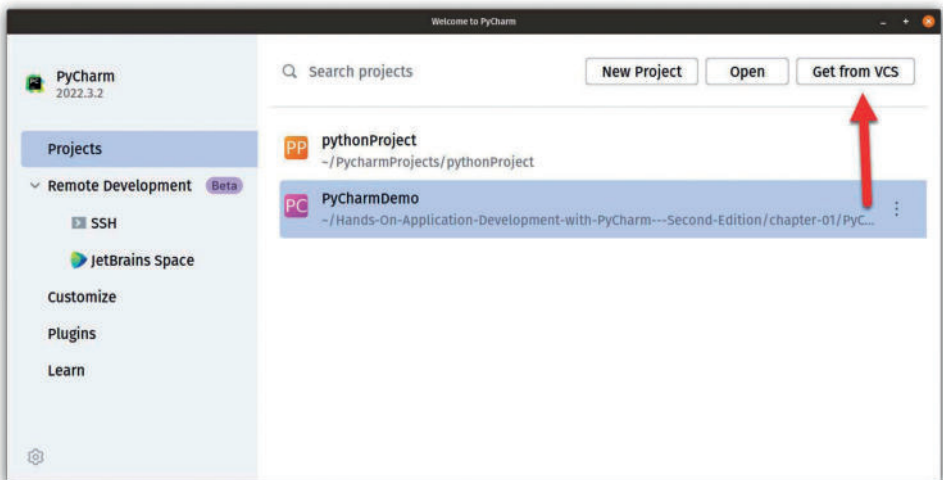 Welcome to PyCharm
PyCharm
2022.3.2
Search projects
New Project
Open
Get from VCS
Projects
Remote Development Beta
SSH
JetBrains Space
Customize
Plugins
Learn
PP pythonProject
~/PycharmProjects/pythonProject
PC PyCharmDemo
~/Hands-On-Application-Development-with-PyCharm---Second-Edition/chapter-01/PyC...